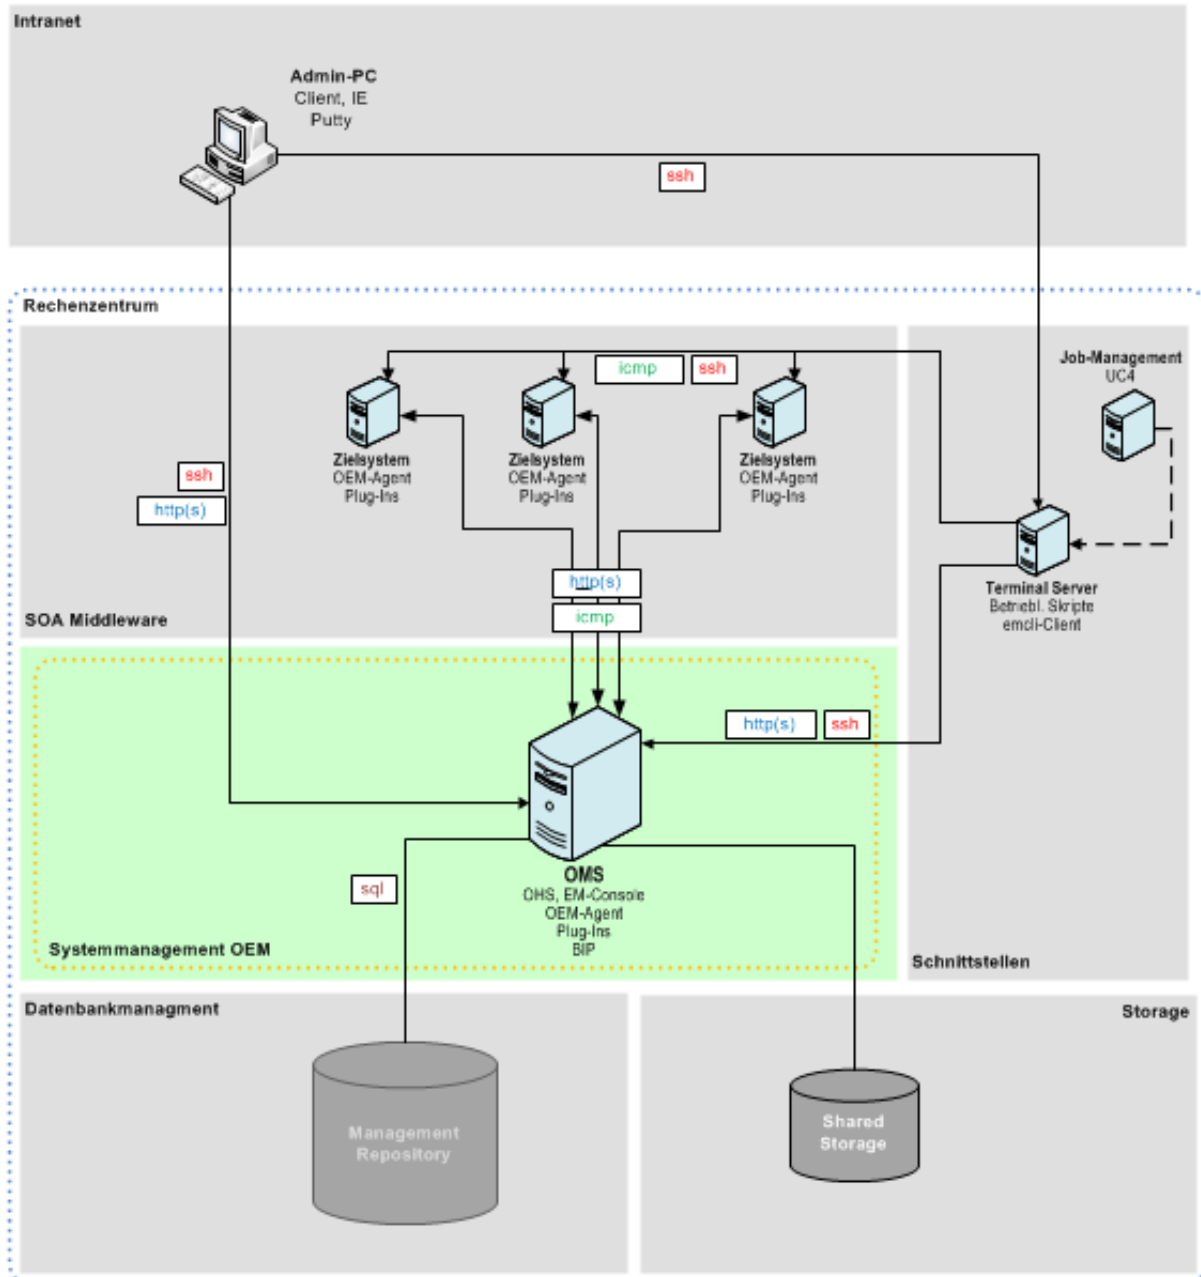 Intranet
Admin-PC
Client, IE
Putty
ssh
Rechenzentrum
icmp
ssh
Job-Management
UC4
Zielsystem
OEM-Agent
Plug-Ins
Zielsystem
OEM-Agent
Plug-Ins
Zielsystem
OEM-Agent
Plug-Ins
ssh
http(s)
http(s)
icmp
Terminal Server
Betriebl. Skripte
emcli-Client
SOA Middleware
http(s)
ssh
OMS
OHS, EM-Console
OEM-Agent
Plug-Ins
BIP
sql
Systemmanagement OEM
Schnittstellen
Datenbankmanagment
Storage
Management
Repository
Shared
Storage